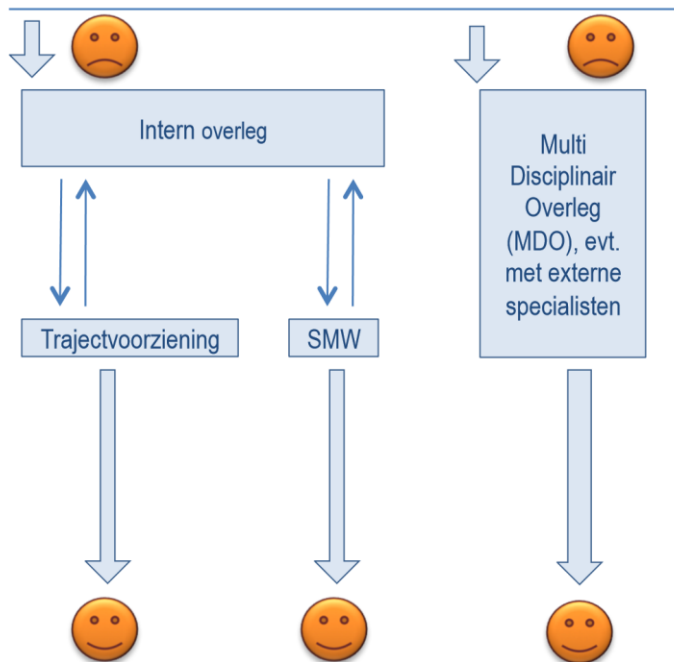 Intern overleg
Multi
Disciplinair
Overleg
(MDO), evt.
met externe
specialisten
Trajectvoorziening
SMW